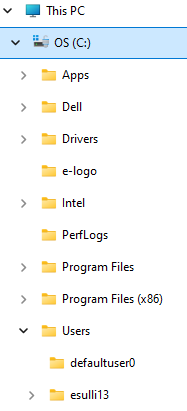 This PC
OS (C:)
Apps
Dell
Drivers
e-logo
Intel
PerfLogs
Program Files
Program Files (x86)
Users
defaultuser0
esulli13